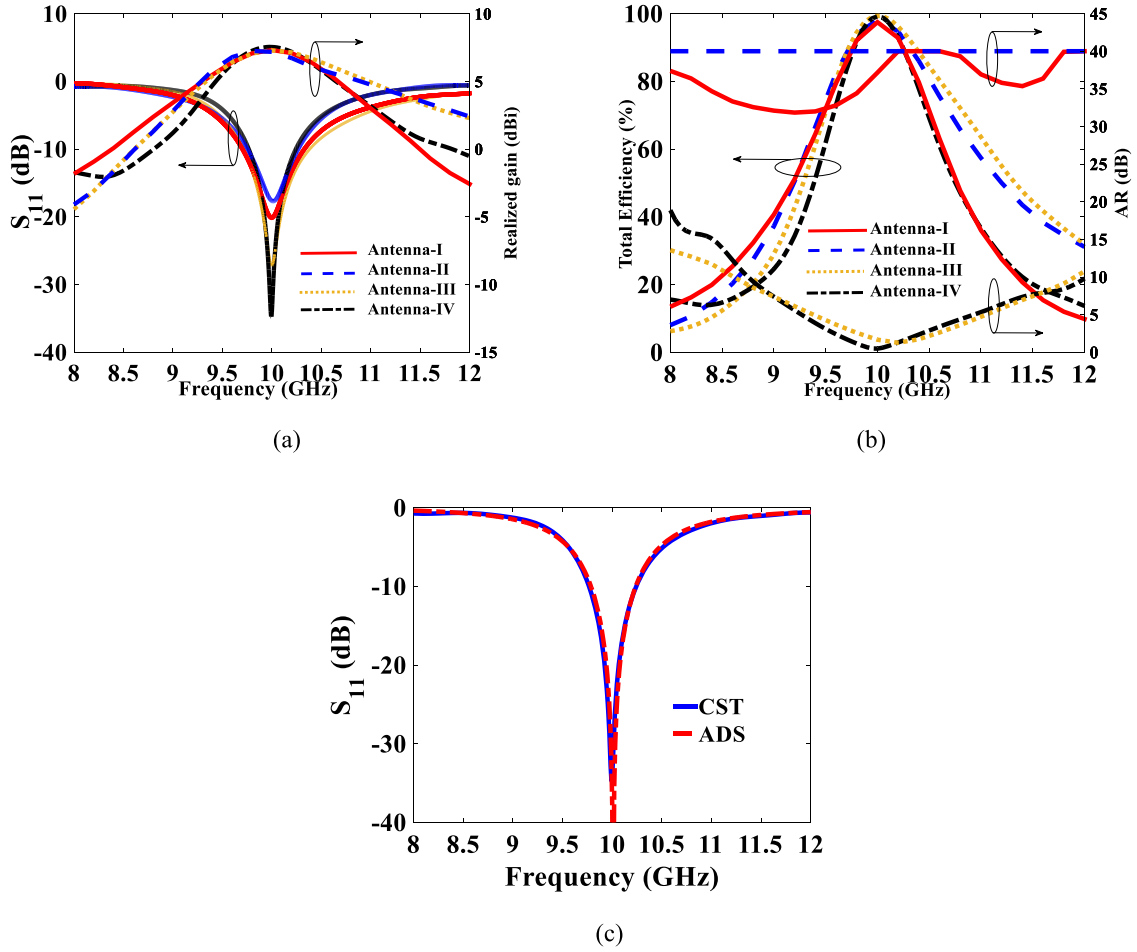 10
0
-10
-20
-30
-40
S11 (dB)
10
5
0
-5
-10
-15
Realized gain (dBi)
Antenna-I
Antenna-II
Antenna-III
Antenna-IV
8 8.5 9 9.5 10 10.5 11 11.5 12
Frequency (GHz)
(a)
100
80
60
40
20
0
Total Efficiency (%)
45
40
35
30
25
20
15
10
5
0
AR (dB)
Antenna-I
Antenna-II
Antenna-III
Antenna-IV
8 8.5 9 9.5 10 10.5 11 11.5 12
Frequency (GHz)
(b)
0
-10
-20
-30
-40
S11 (dB)
CST
ADS
8 8.5 9 9.5 10 10.5 11 11.5 12
Frequency (GHz)
(c)